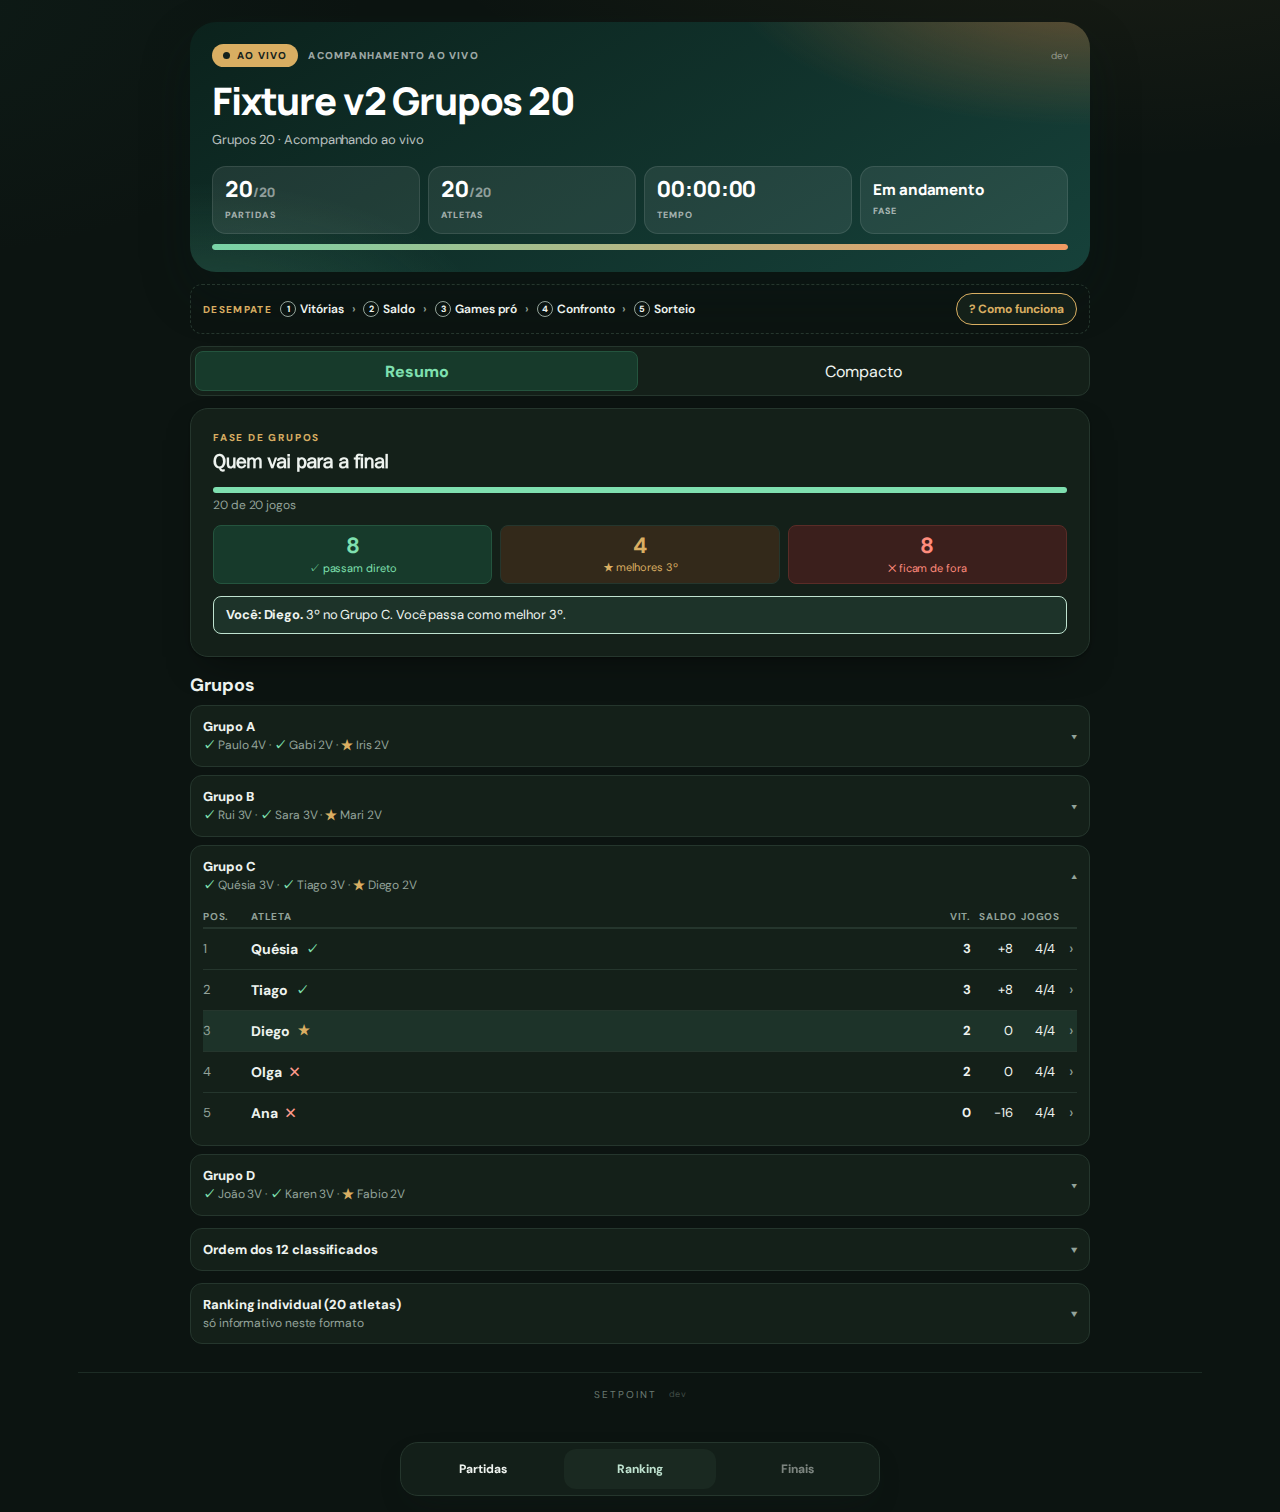 AO VIVO ACOMPANHAMENTO AO VIVO dev
Fixture v2 Grupos 20
Grupos 20 · Acompanhando ao vivo
20/20 20/20 00:00:00 Em andamento
PARTIDAS ATLETAS TEMPO FASE
DESEMPATE 1 Vitórias › 2 Saldo › 3 Games pró › 4 Confronto › 5 Sorteio ? Como funciona
Resumo Compacto
FASE DE GRUPOS
Quem vai para a final
20 de 20 jogos
8 4 8
✓ passam direto ★ melhores 3º ✕ ficam de fora
Você: Diego. 3º no Grupo C. Você passa como melhor 3º.
Grupos
Grupo A
✓ Paulo 4V · ✓ Gabi 2V · ★ Iris 2V
Grupo B
✓ Rui 3V · ✓ Sara 3V · ★ Mari 2V
Grupo C
✓ Quésia 3V · ✓ Tiago 3V · ★ Diego 2V
POS. ATLETA VIT. SALDO JOGOS
1 Quésia ✓ 3 +8 4/4 ›
2 Tiago ✓ 3 +8 4/4 ›
3 Diego ★ 2 0 4/4 ›
4 Olga ✕ 2 0 4/4 ›
5 Ana ✕ 0 -16 4/4 ›
Grupo D
✓ João 3V · ✓ Karen 3V · ★ Fabio 2V
Ordem dos 12 classificados
Ranking individual (20 atletas)
só informativo neste formato
SETPOINT dev
Partidas Ranking Finais